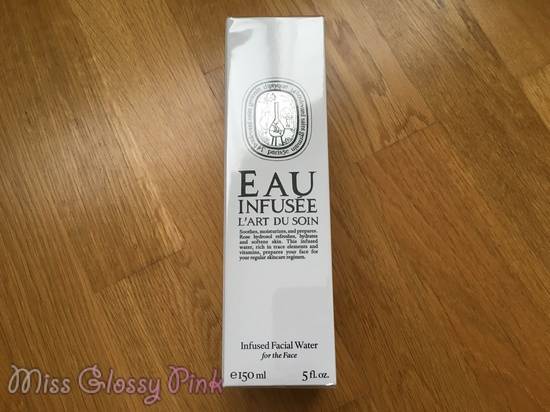 diptyque
EAU
INFUSÉE
L'ART DU SOIN
Soothes, moisturizes, and prepares.
Rose hydrosol refreshes, hydrates
and softens skin. This infused
water, rich in trace elements and
vitamins, prepares your face for
your regular skincare regimen.
Infused Facial Water
for the Face
e150 ml 5 fl. oz.
Miss Glossy Pink